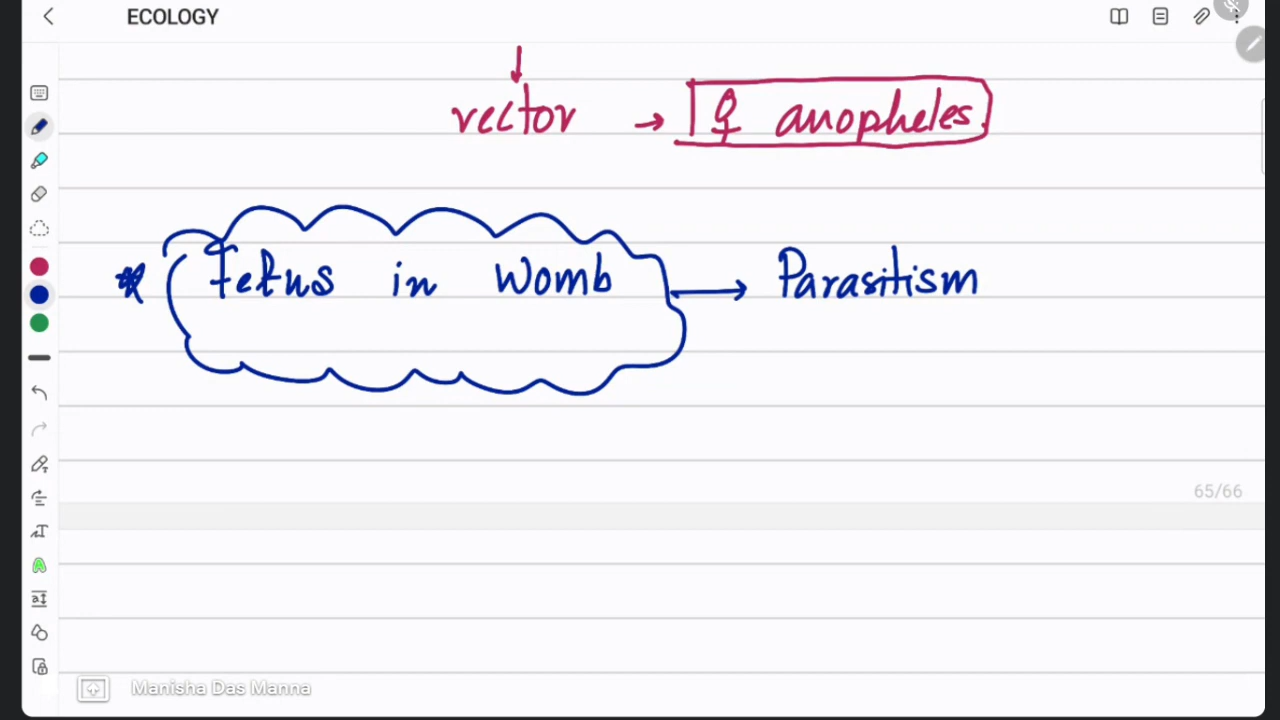 ECOLOGY
vector → ♀ anopheles.
* Fetus in Womb → Parasitism
65/66
Manisha Das Manna